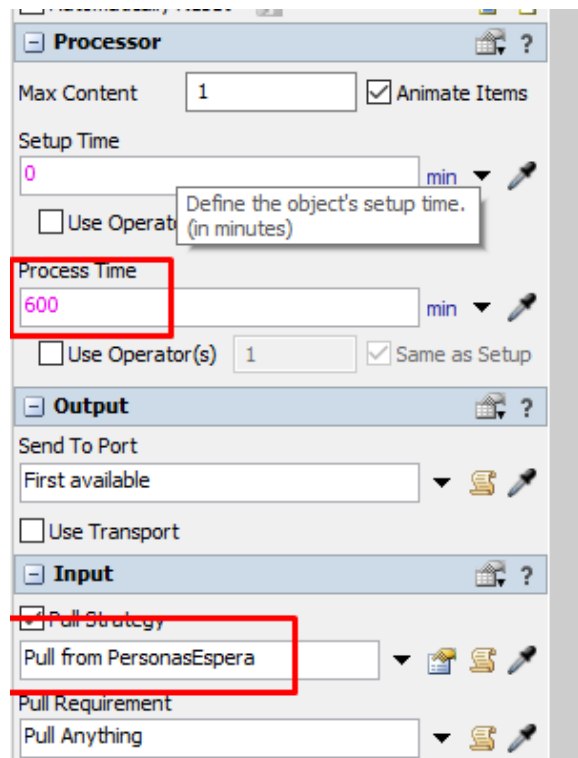 Processor
?
Max Content 1 Animate Items
Setup Time
0 min
Define the object's setup time.
Use Operat (in minutes)
Process Time
600 min
Use Operator(s) 1 Same as Setup
Output ?
Send To Port
First available
Use Transport
Input ?
Pull Strategy
Pull from PersonasEspera
Pull Requirement
Pull Anything